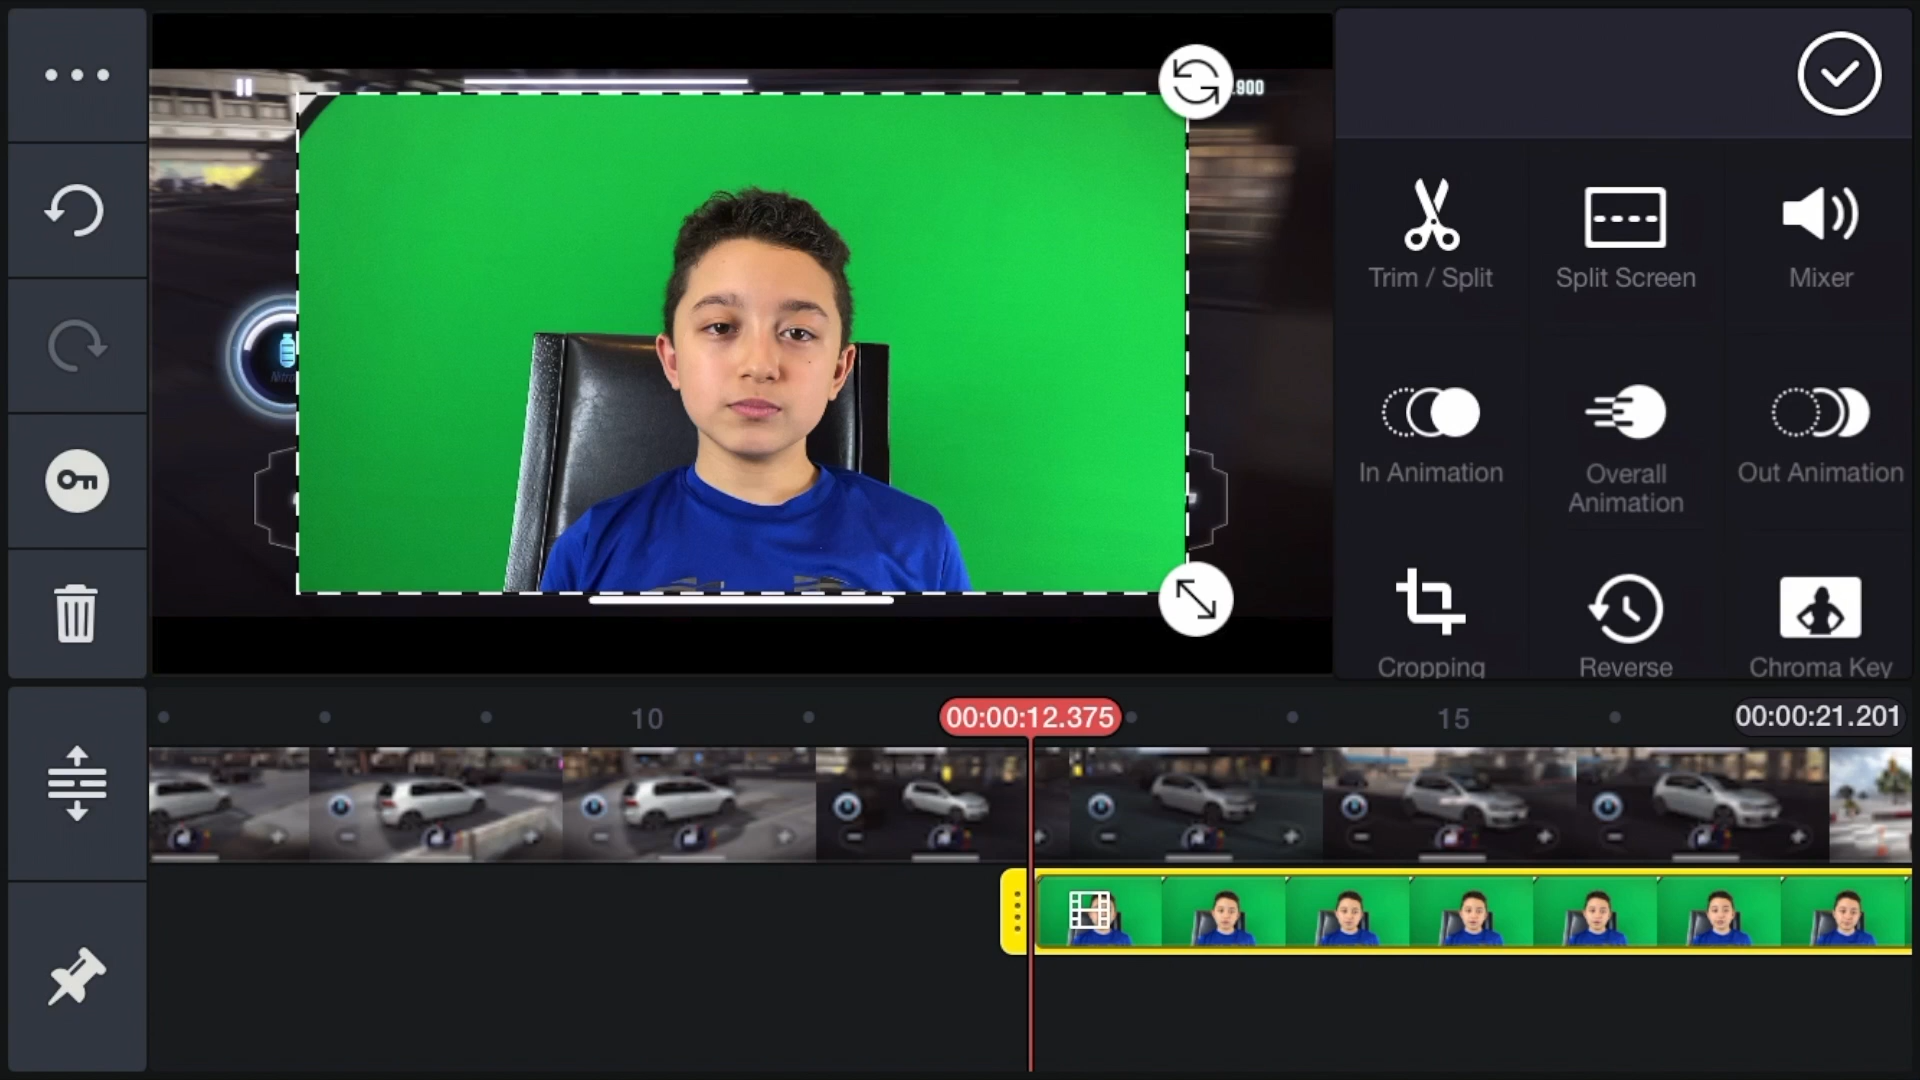 .900
Nitro
Trim / Split
Split Screen
Mixer
In Animation
Overall
Animation
Out Animation
Cropping
Reverse
Chroma Key
10
00:00:12.375
15
00:00:21.201